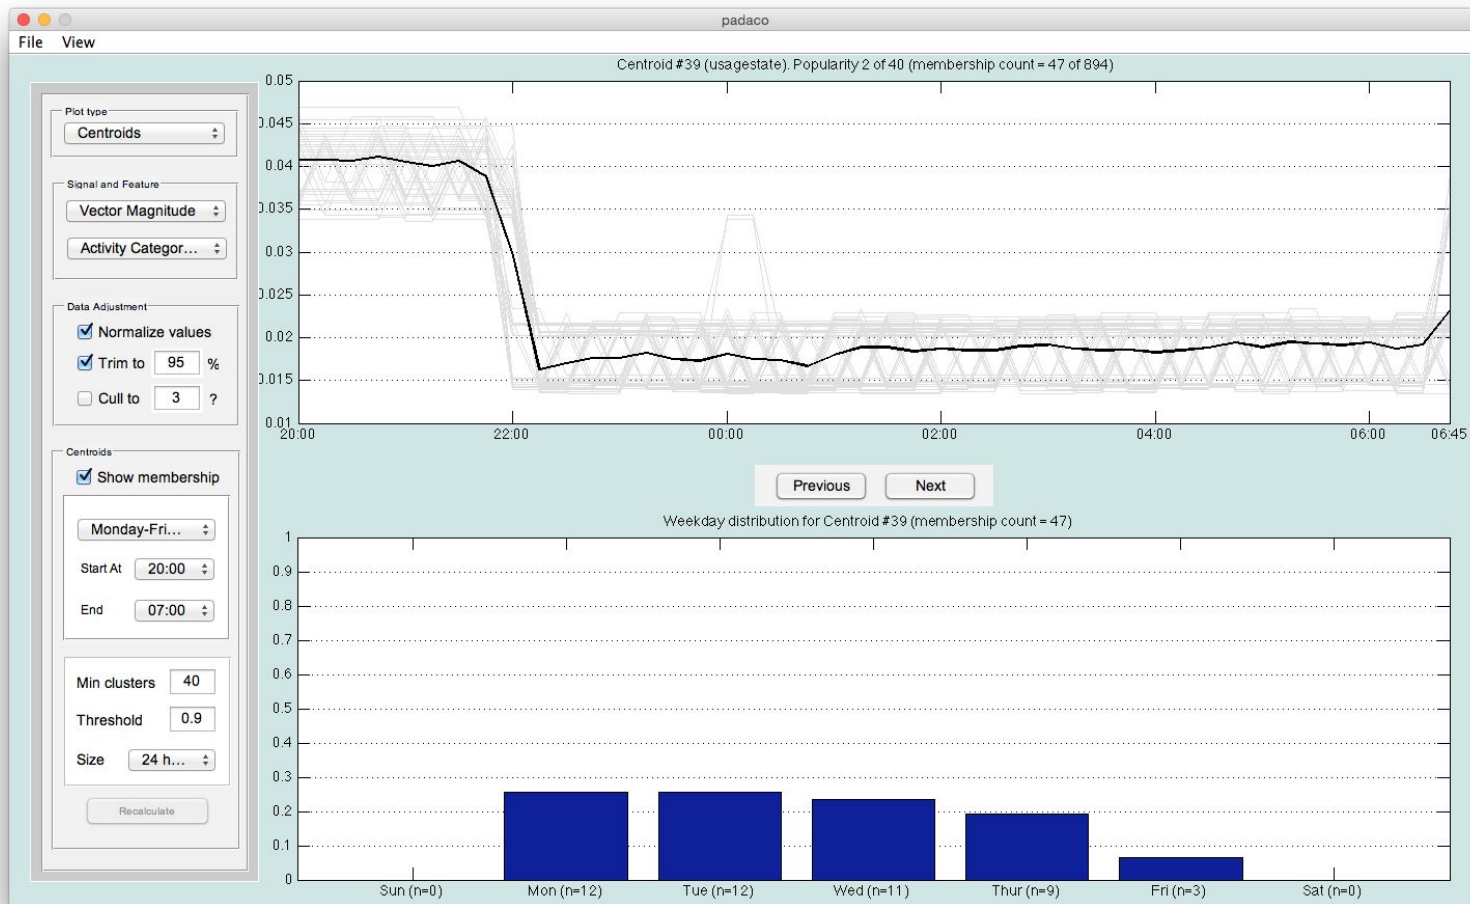 padaco
File View
Centroid #39 (usagestate). Popularity 2 of 40 (membership count = 47 of 894)
Plot type
Centroids
Signal and Feature
Vector Magnitude
Activity Categor...
Data Adjustment
Normalize values
Trim to 95 %
Cull to 3 ?
Centroids
Show membership
Monday-Fri...
Start At 20:00
End 07:00
Min clusters 40
Threshold 0.9
Size 24 h...
Recalculate
0.05
0.045
0.04
0.035
0.03
0.025
0.02
0.015
0.01
20:00 22:00 00:00 02:00 04:00 06:00 06:45
Previous Next
Weekday distribution for Centroid #39 (membership count = 47)
1
0.9
0.8
0.7
0.6
0.5
0.4
0.3
0.2
0.1
0
Sun (n=0) Mon (n=12) Tue (n=12) Wed (n=11) Thur (n=9) Fri (n=3) Sat (n=0)